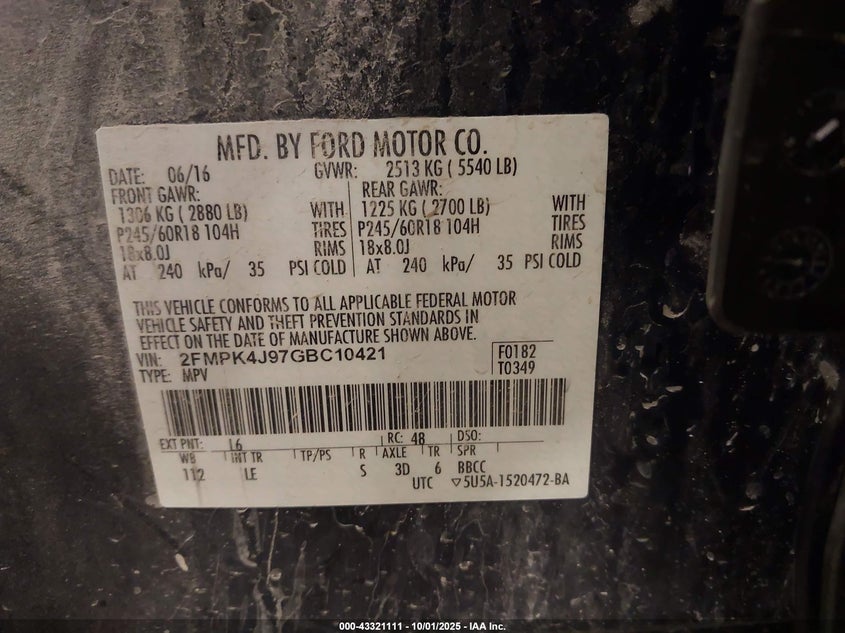 MFD. BY FORD MOTOR CO.
DATE: 06/16 GVWR: 2513 KG ( 5540 LB)
FRONT GAWR: REAR GAWR:
1306 KG ( 2880 LB) WITH 1225 KG ( 2700 LB) WITH
P245/60R18 104H TIRES P245/60R18 104H TIRES
18x8.0J RIMS 18x8.0J RIMS
AT 240 kPa/ 35 PSI COLD AT 240 kPa/ 35 PSI COLD
THIS VEHICLE CONFORMS TO ALL APPLICABLE FEDERAL MOTOR
VEHICLE SAFETY AND THEFT PREVENTION STANDARDS IN
EFFECT ON THE DATE OF MANUFACTURE SHOWN ABOVE.
VIN: 2FMPK4J97GBC10421 F0182
TYPE: MPV T0349
EXT PNT: L6 RC: 48 DSO:
WB INT TR TP/PS R AXLE TR SPR
112 LE S 3D 6 BBCC
UTC ▽5U5A-1520472-BA
000-43321111 - 10/01/2025 - IAA Inc.